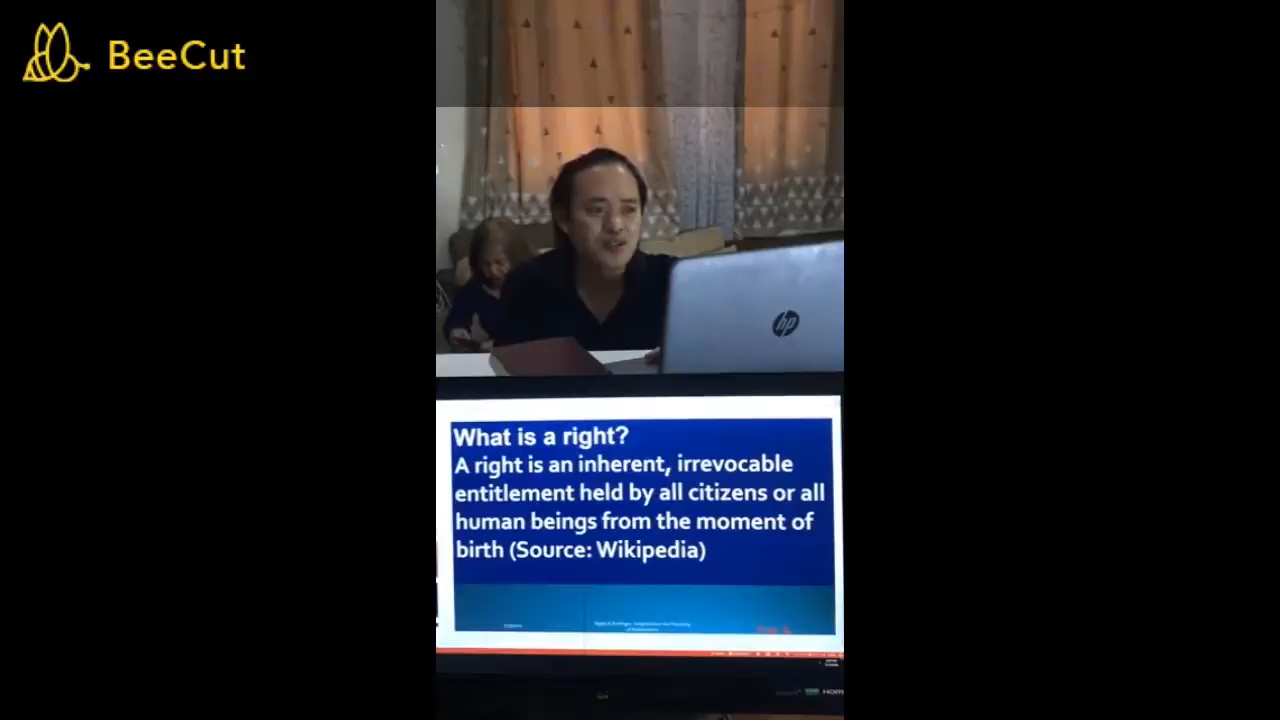 BeeCut
hp
What is a right?
A right is an inherent, irrevocable
entitlement held by all citizens or all
human beings from the moment of
birth (Source: Wikipedia)